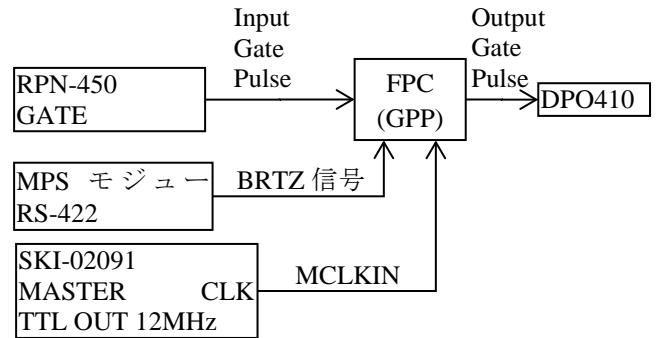 Input
Gate
Pulse
Output
Gate
Pulse
RPN-450
GATE
FPC
(GPP)
DPO410
MPS モジュー
RS-422
BRTZ 信号
SKI-02091
MASTER CLK
TTL OUT 12MHz
MCLKIN